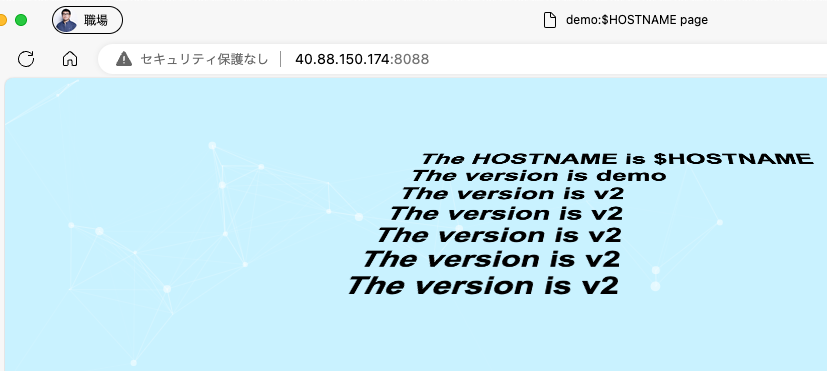 職場
demo:$HOSTNAME page
セキュリティ保護なし
40.88.150.174:8088
The HOSTNAME is $HOSTNAME
The version is demo
The version is v2
The version is v2
The version is v2
The version is v2
The version is v2